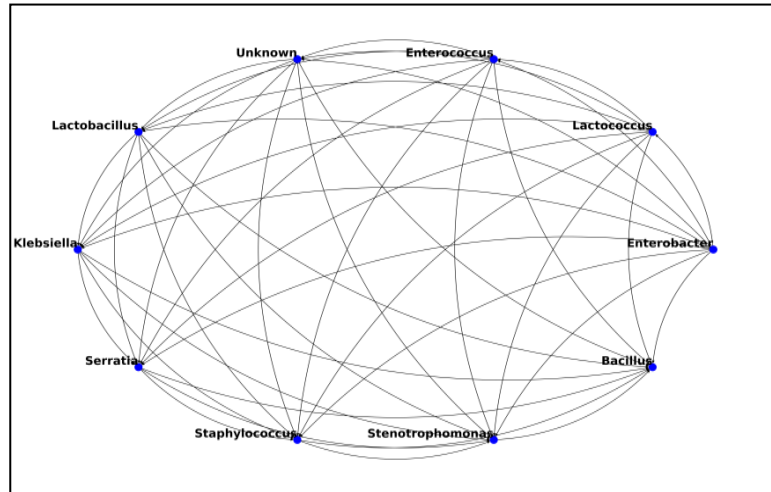 Unknown
Enterococcus
Lactobacillus
Lactococcus
Klebsiella
Enterobacter
Serratia
Bacillus
Staphylococcus
Stenotrophomonas